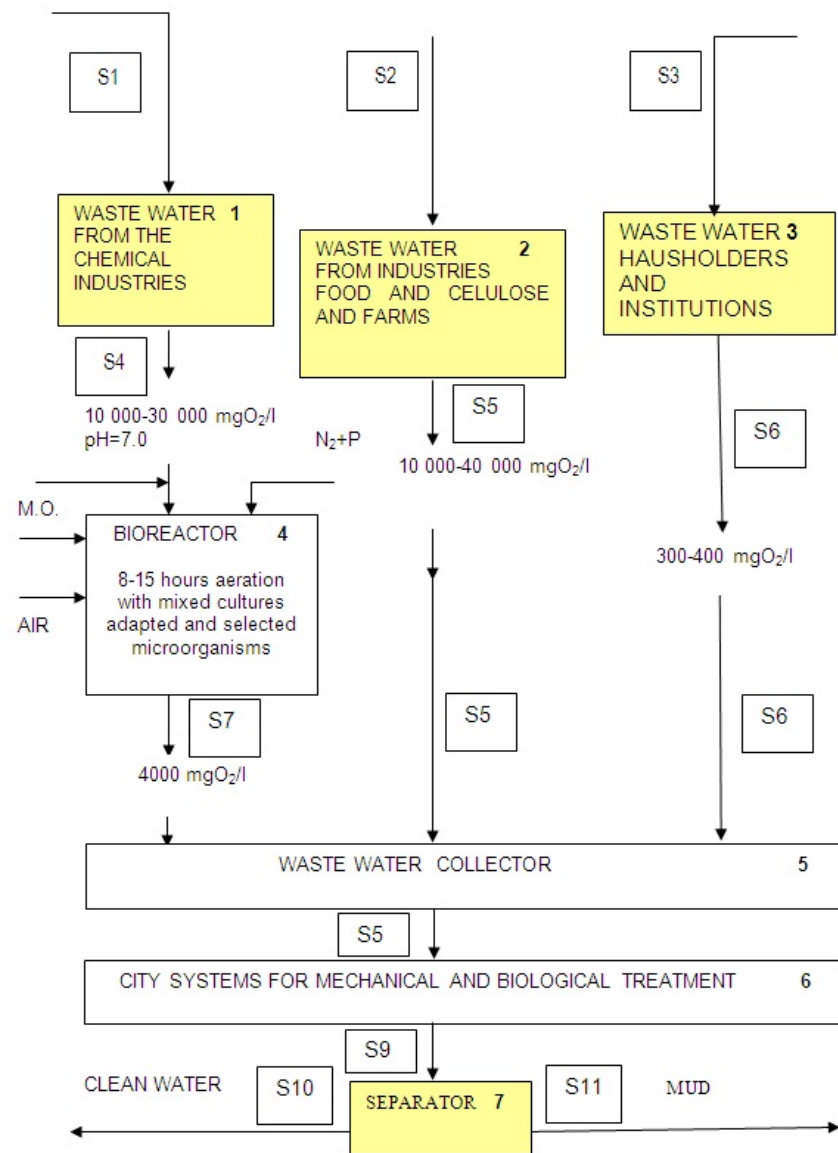 S1
S2
S3
WASTE WATER 1
FROM THE
CHEMICAL
INDUSTRIES
WASTE WATER 2
FROM INDUSTRIES
FOOD AND CELULOSE
AND FARMS
WASTE WATER 3
HAUSHOLDERS
AND
INSTITUTIONS
S4
S5
S6
10 000-30 000 mgO₂/l
pH=7.0
N₂+P
10 000-40 000 mgO₂/l
300-400 mgO₂/l
M.O.
AIR
BIOREACTOR 4
8-15 hours aeration
with mixed cultures
adapted and selected
microorganisms
S7
S5
S6
4000 mgO₂/l
WASTE WATER COLLECTOR 5
S5
CITY SYSTEMS FOR MECHANICAL AND BIOLOGICAL TREATMENT 6
S9
CLEAN WATER
S10
SEPARATOR 7
S11
MUD